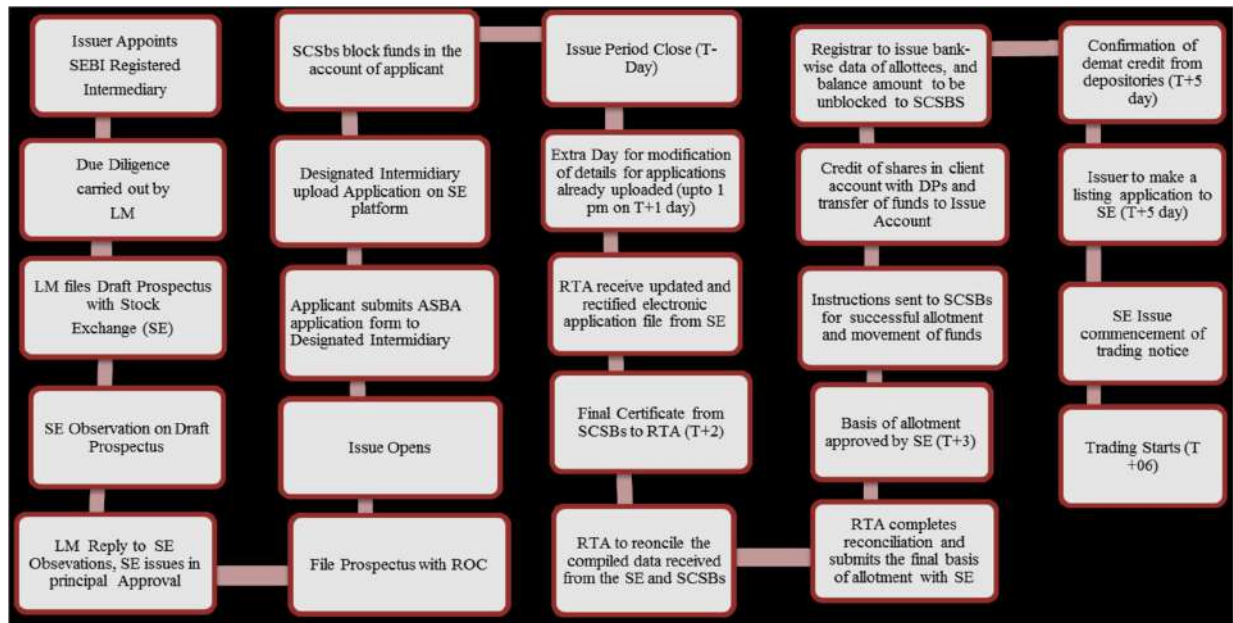 Issuer Appoints
SEBI Registered
Intermediary
Due Diligence
carried out by
LM
LM files Draft Prospectus
with Stock
Exchange (SE)
SE Observation on Draft
Prospectus
LM Reply to SE
Obsevations, SE issues in
principal Approval
File Prospectus with ROC
Issue Opens
Applicant submits ASBA
application form to
Designated Intermidiary
Designated Intermidiary
upload Application on SE
platform
SCSbs block funds in the
account of applicant
Issue Period Close (T-
Day)
Extra Day for modification
of details for applications
already uploaded (upto 1
pm on T+1 day)
RTA receive updated and
rectified electronic
application file from SE
Final Certificate from
SCSBs to RTA (T+2)
RTA to reconcile the
compiled data received
from the SE and SCSBs
RTA completes
reconciliation and
submits the final basis
of allotment with SE
Basis of allotment
approved by SE (T+3)
Instructions sent to SCSBs
for successful allotment
and movement of funds
Credit of shares in client
account with DPs and
transfer of funds to Issue
Account
Registrar to issue bank-
wise data of allottees, and
balance amount to be
unblocked to SCSBS
Confirmation of
demat credit from
depositories (T+5
day)
Issuer to make a
listing application to
SE (T+5 day)
SE Issue
commencement of
trading notice
Trading Starts (T
+06)